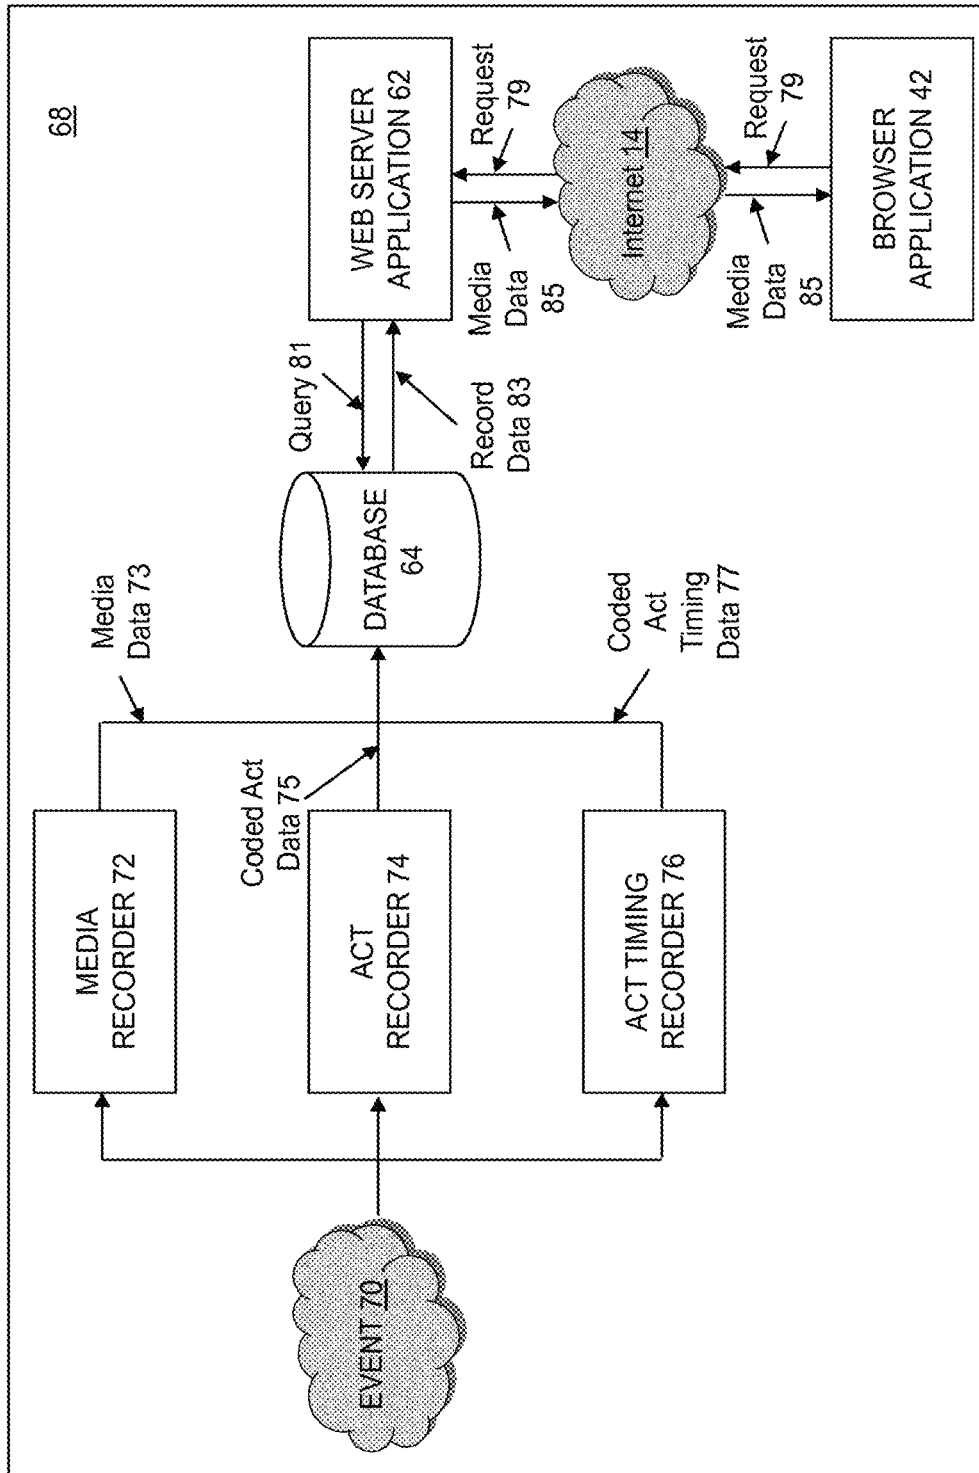 68
EVENT 70
MEDIA
RECORDER 72
ACT
RECORDER 74
ACT TIMING
RECORDER 76
Media
Data 73
Coded Act
Data 75
Coded
Act
Timing
Data 77
DATABASE
64
Query 81
Record
Data 83
WEB SERVER
APPLICATION 62
Request
79
Media
Data
85
Internet 14
Request
79
Media
Data
85
BROWSER
APPLICATION 42